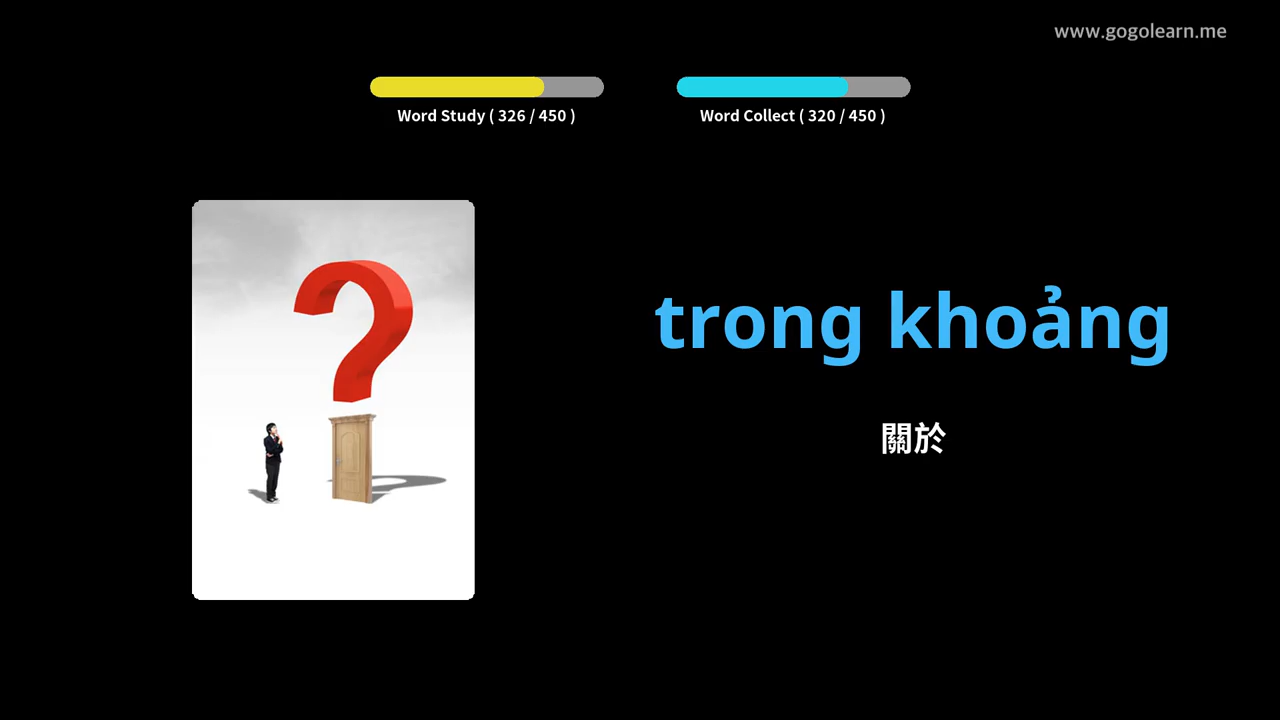 www.gogolearn.me
Word Study ( 326 / 450 )
Word Collect ( 320 / 450 )
trong khoảng
關於